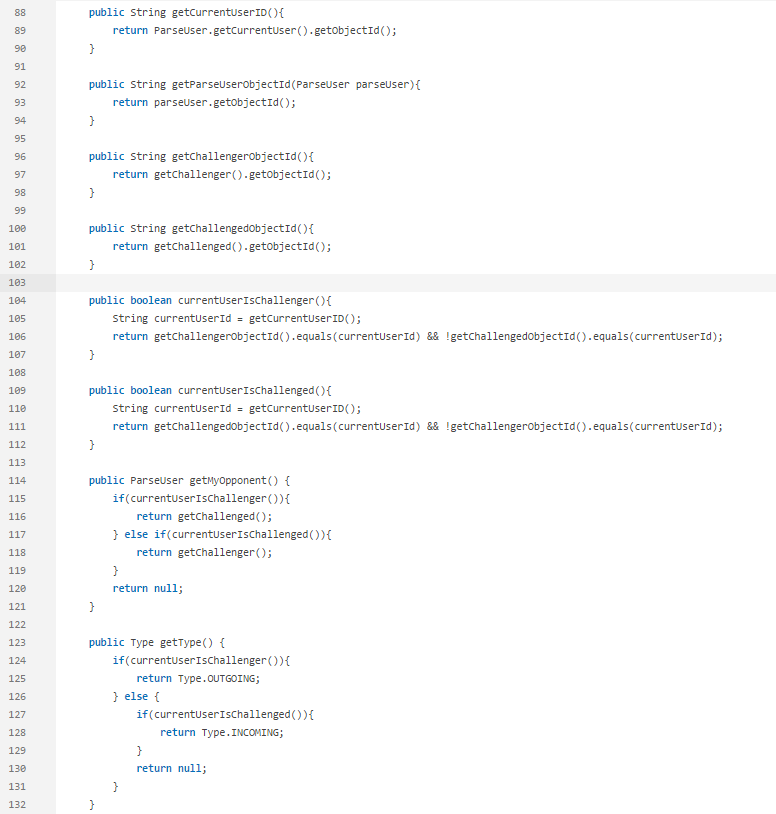 88 public String getCurrentUserID(){
89 return ParseUser.getCurrentUser().getObjectId();
90 }
91
92 public String getParseUserObjectId(ParseUser parseUser){
93 return parseUser.getObjectId();
94 }
95
96 public String getChallengerObjectId(){
97 return getChallenger().getObjectId();
98 }
99
100 public String getChallengedObjectId(){
101 return getChallenged().getObjectId();
102 }
103
104 public boolean currentUserIsChallenger(){
105 String currentUserId = getCurrentUserID();
106 return getChallengerObjectId().equals(currentUserId) && !getChallengedObjectId().equals(currentUserId);
107 }
108
109 public boolean currentUserIsChallenged(){
110 String currentUserId = getCurrentUserID();
111 return getChallengedObjectId().equals(currentUserId) && !getChallengerObjectId().equals(currentUserId);
112 }
113
114 public ParseUser getMyOpponent() {
115 if(currentUserIsChallenger()){
116 return getChallenged();
117 } else if(currentUserIsChallenged()){
118 return getChallenger();
119 }
120 return null;
121 }
122
123 public Type getType() {
124 if(currentUserIsChallenger()){
125 return Type.OUTGOING;
126 } else {
127 if(currentUserIsChallenged()){
128 return Type.INCOMING;
129 }
130 return null;
131 }
132 }